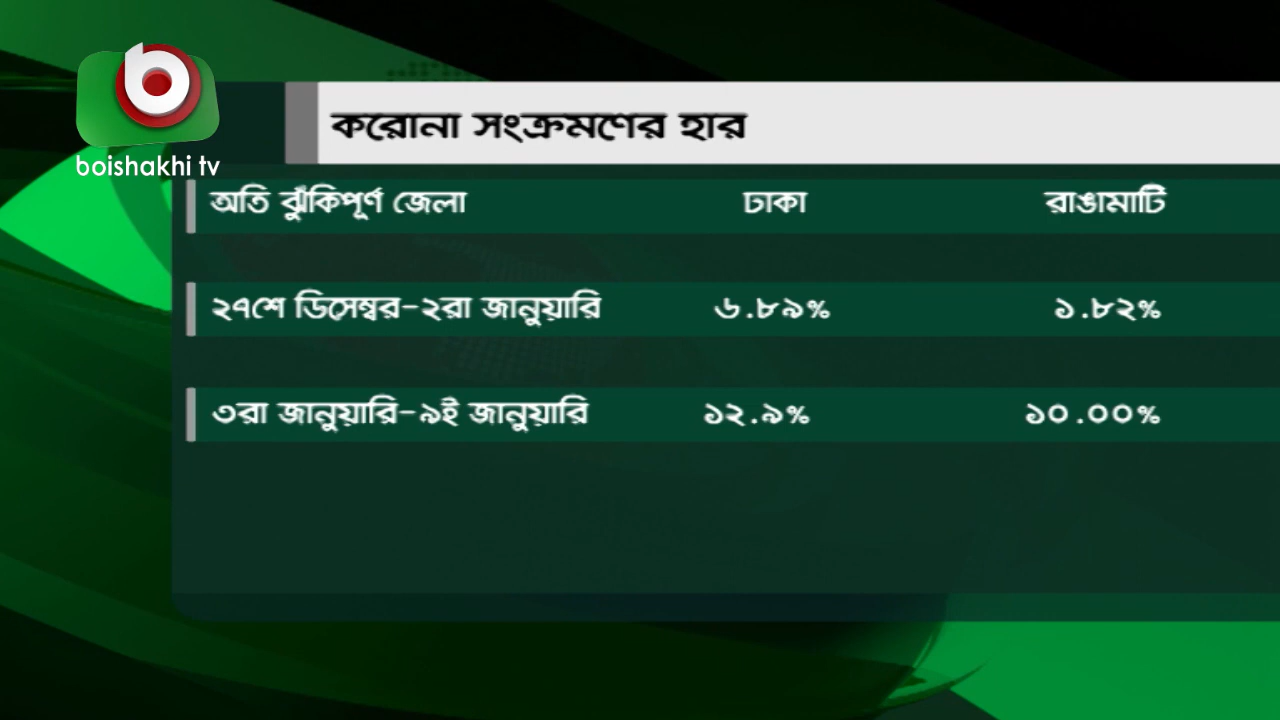 boishakhi tv
করোনা সংক্রমণের হার
অতি ঝুঁকিপূর্ণ জেলা ঢাকা রাঙামাটি
২৭শে ডিসেম্বর-২রা জানুয়ারি ৬.৮৯% ১.৮২%
৩রা জানুয়ারি-৯ই জানুয়ারি ১২.৯% ১০.০০%